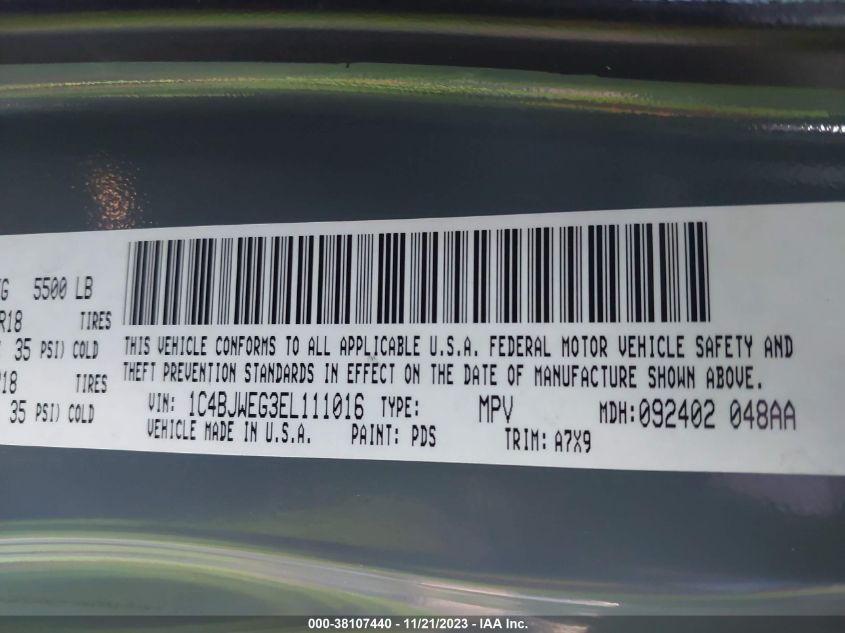 G 5500 LB
R18 TIRES
35 PSI) COLD
R18 TIRES
35 PSI) COLD
THIS VEHICLE CONFORMS TO ALL APPLICABLE U.S.A. FEDERAL MOTOR VEHICLE SAFETY AND
THEFT PREVENTION STANDARDS IN EFFECT ON THE DATE OF MANUFACTURE SHOWN ABOVE.
VIN: 1C4BJWEG3EL111016 TYPE: MPV MDH:092402 048AA
VEHICLE MADE IN U.S.A. PAINT: PDS TRIM: A7X9
000-38107440 - 11/21/2023 - IAA Inc.